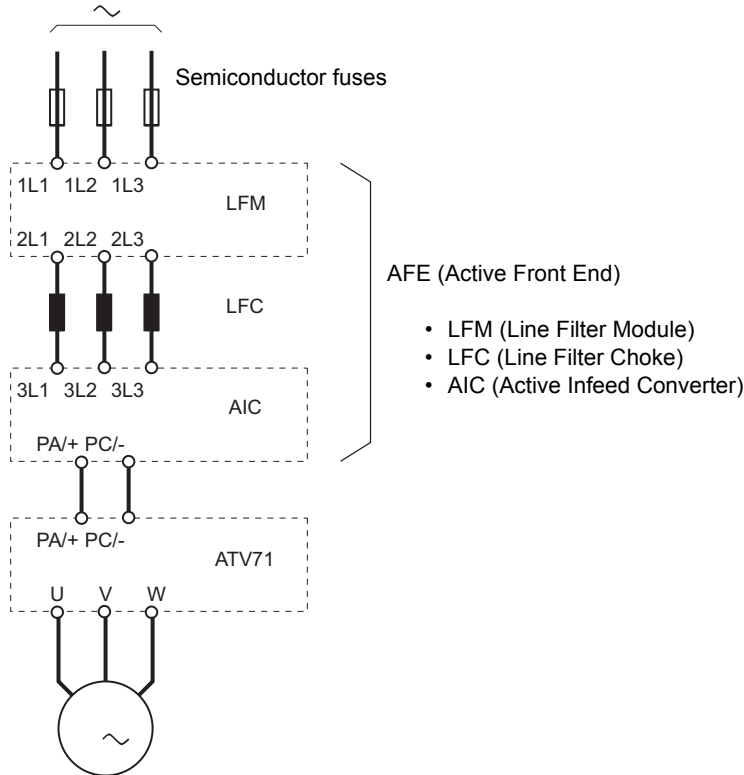 Semiconductor fuses
1L1 1L2 1L3
LFM
2L1 2L2 2L3
LFC
3L1 3L2 3L3
AIC
PA/+ PC/-
PA/+ PC/-
ATV71
U V W
AFE (Active Front End)
• LFM (Line Filter Module)
• LFC (Line Filter Choke)
• AIC (Active Infeed Converter)